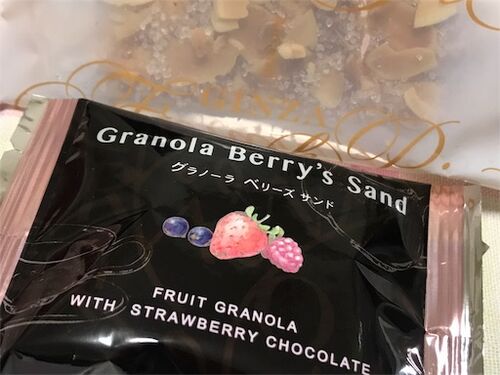 GINZA
Granola Berry's Sand
グラノーラ ベリーズ サンド
FRUIT GRANOLA
WITH STRAWBERRY CHOCOLATE